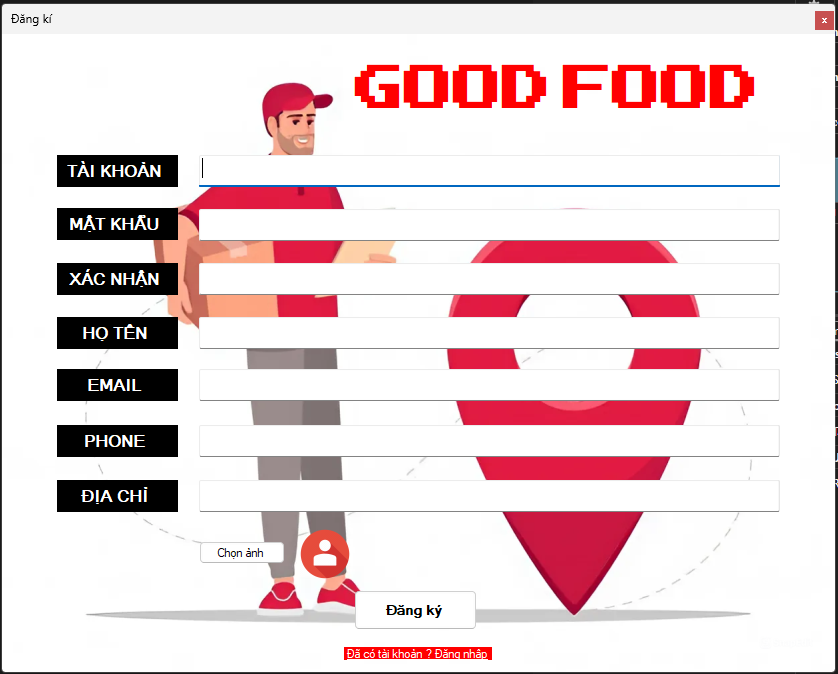 Đăng kí
x
GOOD FOOD
TÀI KHOẢN
MẬT KHẨU
XÁC NHẬN
HỌ TÊN
EMAIL
PHONE
ĐỊA CHỈ
Chọn ảnh
Đăng ký
Đã có tài khoản ? Đăng nhập